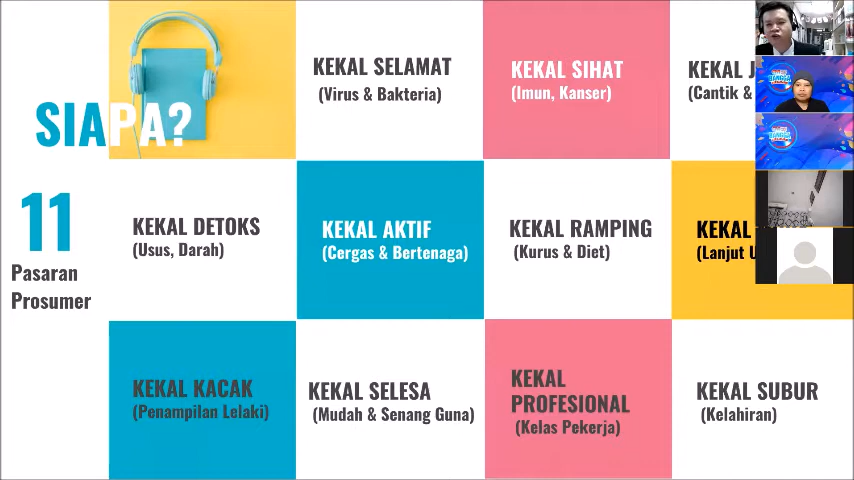 SIAPA?
11
Pasaran
Prosumer
KEKAL SELAMAT
(Virus & Bakteria)
KEKAL SIHAT
(Imun, Kanser)
KEKAL
(Cantik &
KEKAL DETOKS
(Usus, Darah)
KEKAL AKTIF
(Cergas & Bertenaga)
KEKAL RAMPING
(Kurus & Diet)
KEKAL
(Lanjut
KEKAL KACAK
(Penampilan Lelaki)
KEKAL SELESA
(Mudah & Senang Guna)
KEKAL
PROFESIONAL
(Kelas Pekerja)
KEKAL SUBUR
(Kelahiran)